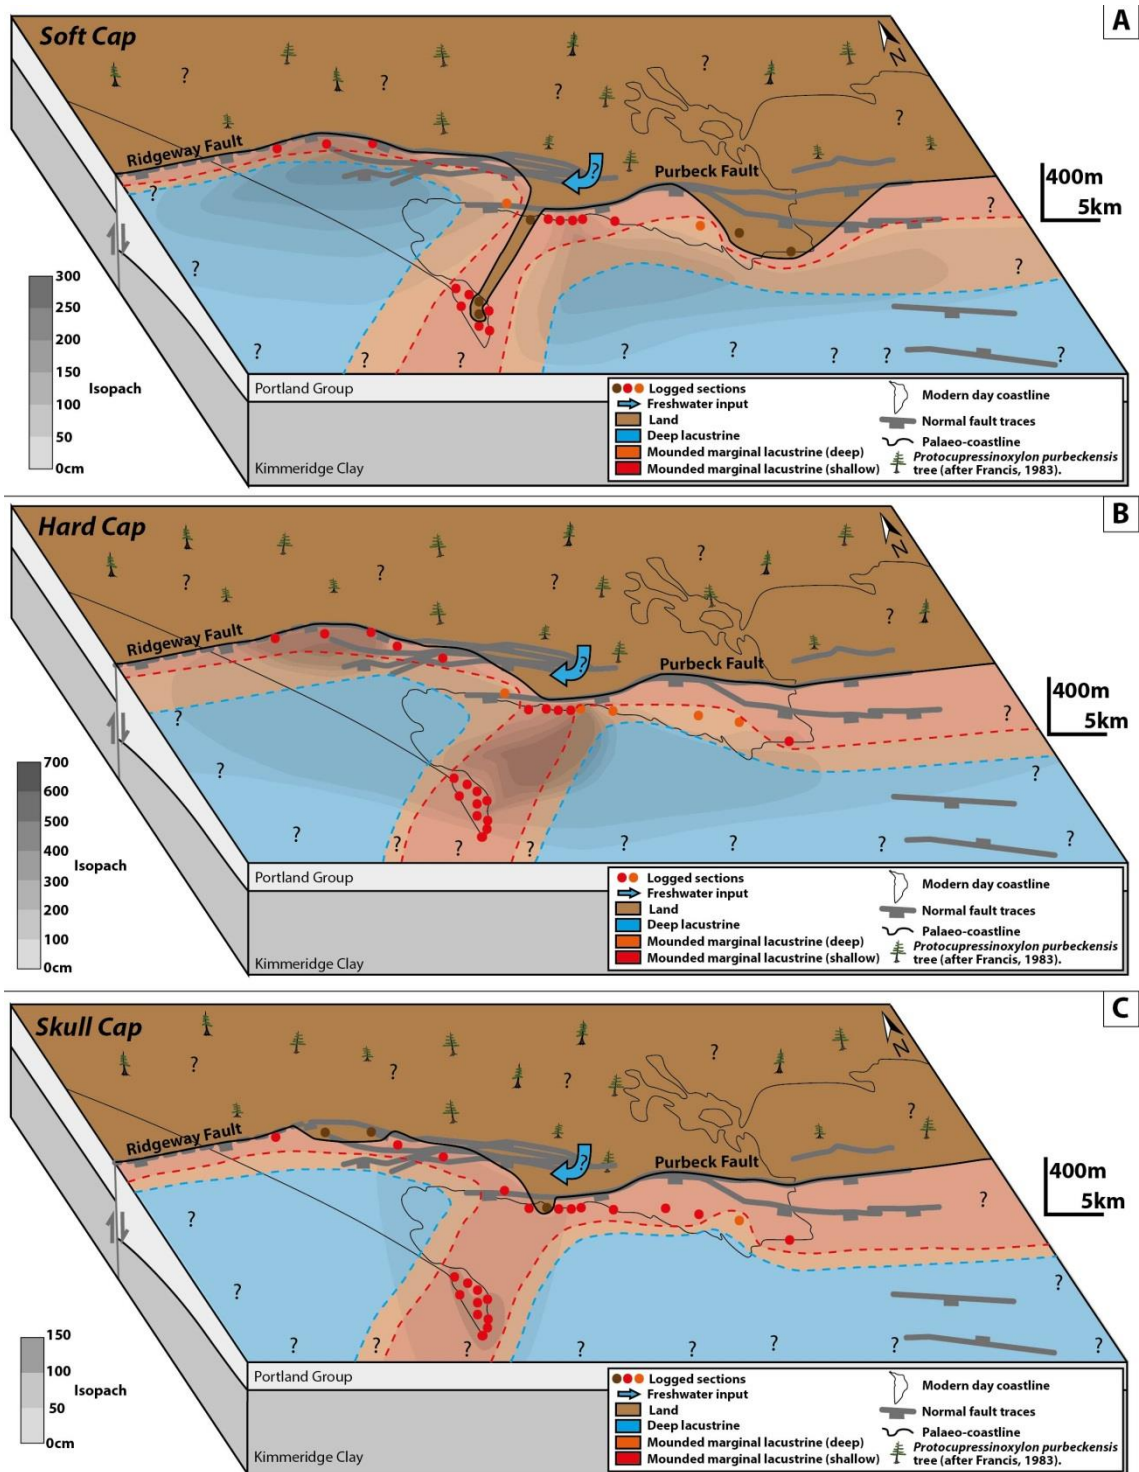 A
Soft Cap
N
?
?
?
?
?
Ridgeway Fault
Purbeck Fault
?
400m
5km
?
?
?
?
300
250
200
150
100
50
0cm
Isopach
?
?
?
?
?
?
?
?
Portland Group
Kimmeridge Clay
Logged sections
Freshwater input
Land
Deep lacustrine
Mounded marginal lacustrine (deep)
Mounded marginal lacustrine (shallow)
Modern day coastline
Normal fault traces
Palaeo-coastline
Protocupressinoxylon purbeckensis
tree (after Francis, 1983).
B
Hard Cap
N
?
?
?
?
?
Ridgeway Fault
Purbeck Fault
?
400m
5km
?
?
?
?
700
600
500
400
300
200
100
0cm
Isopach
?
?
?
?
?
?
?
?
Portland Group
Kimmeridge Clay
Logged sections
Freshwater input
Land
Deep lacustrine
Mounded marginal lacustrine (deep)
Mounded marginal lacustrine (shallow)
Modern day coastline
Normal fault traces
Palaeo-coastline
Protocupressinoxylon purbeckensis
tree (after Francis, 1983).
C
Skull Cap
N
?
?
?
?
?
Ridgeway Fault
Purbeck Fault
?
400m
5km
?
?
?
?
150
100
50
0cm
Isopach
?
?
?
?
?
?
?
Portland Group
Kimmeridge Clay
Logged sections
Freshwater input
Land
Deep lacustrine
Mounded marginal lacustrine (deep)
Mounded marginal lacustrine (shallow)
Modern day coastline
Normal fault traces
Palaeo-coastline
Protocupressinoxylon purbeckensis
tree (after Francis, 1983).